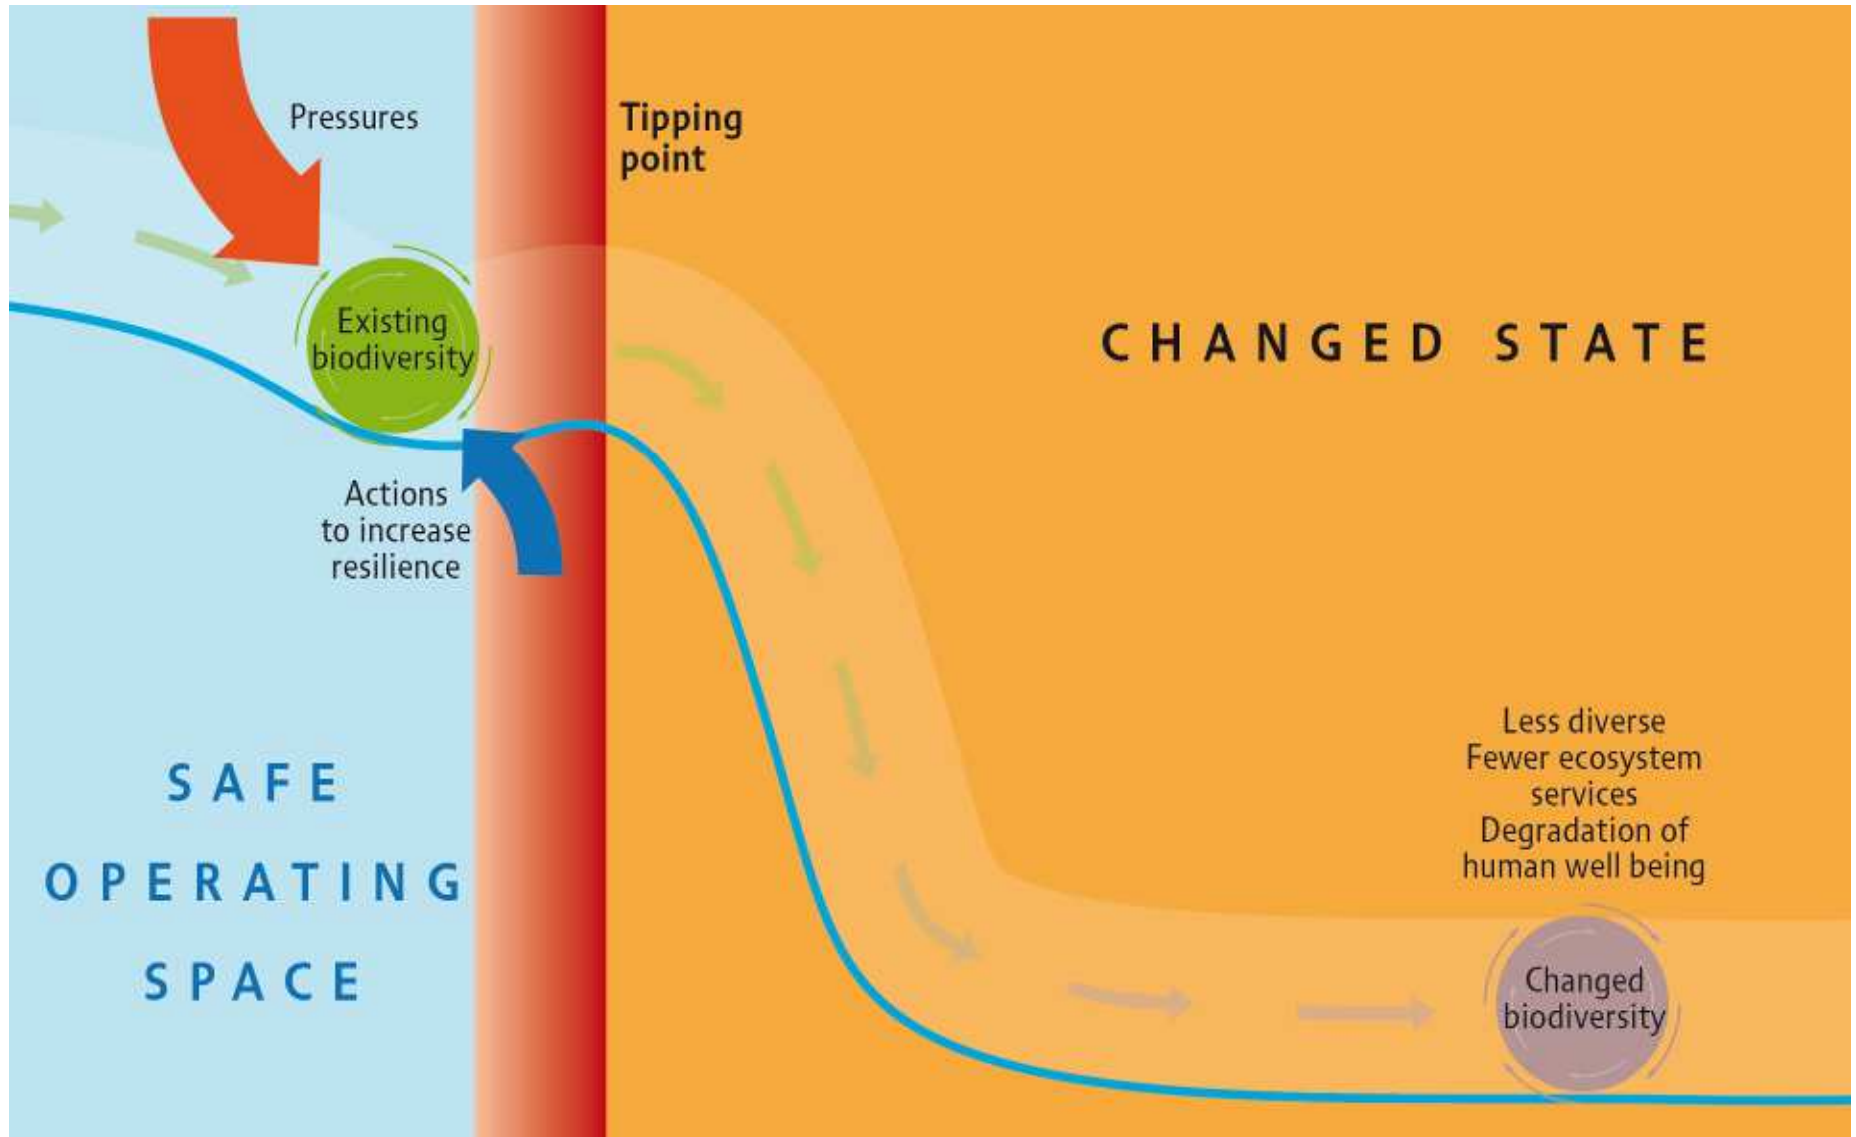 Pressures
Tipping
point
Existing
biodiversity
CHANGED STATE
Actions
to increase
resilience
SAFE
OPERATING
SPACE
Less diverse
Fewer ecosystem
services
Degradation of
human well being
Changed
biodiversity